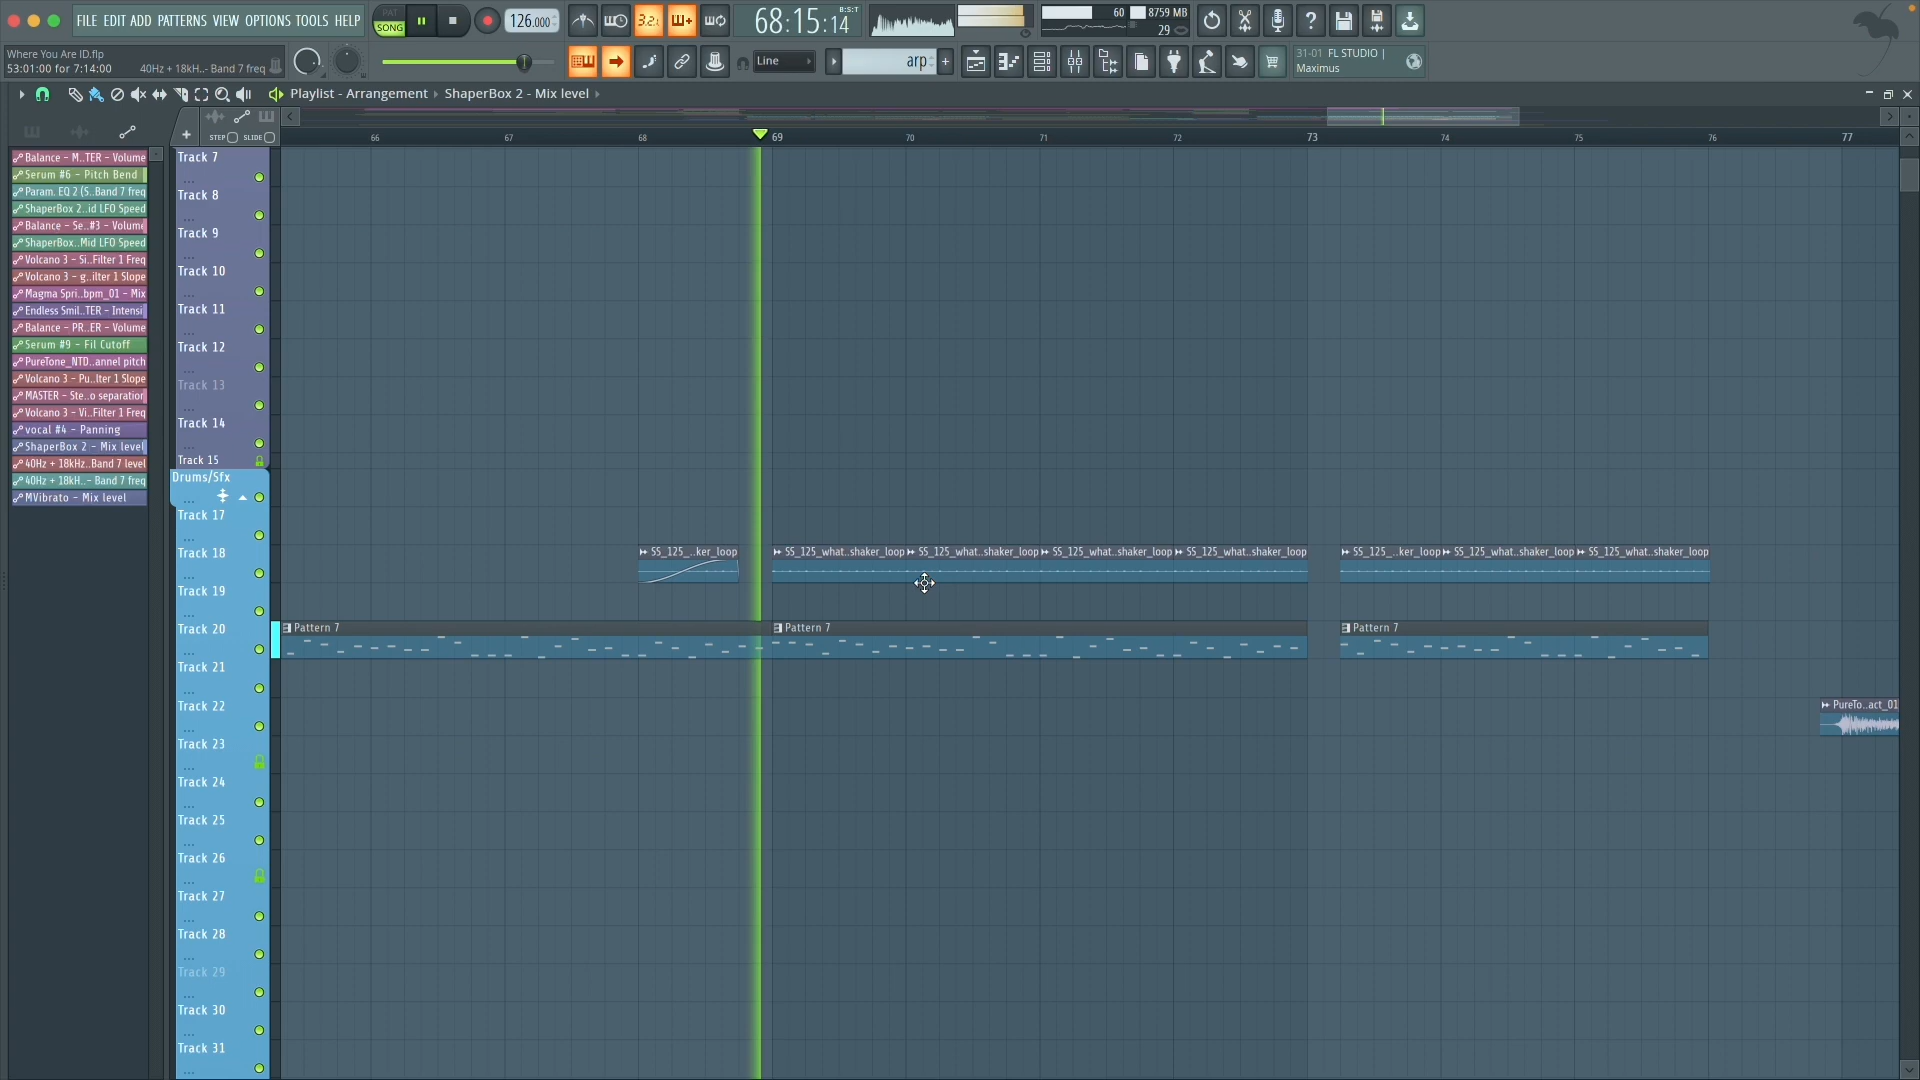 FILE EDIT ADD PATTERNS VIEW OPTIONS TOOLS HELP
PAT
SONG
126.000
3.2.1
68:15:14
B:S:T
60
8759 MB
29
Where You Are ID.flp
53:01:00 for 7:14:00
40Hz + 18kH..- Band 7 freq
Line
arp
31-01 FL STUDIO |
Maximus
Playlist - Arrangement
ShaperBox 2 - Mix level
STEP
SLIDE
66
67
68
69
70
71
72
73
74
75
76
77
Balance - M..TER - Volume
Serum #6 - Pitch Bend
Param. EQ 2 (S..Band 7 freq
ShaperBox 2..id LFO Speed
Balance - Se..#3 - Volume
ShaperBox..Mid LFO Speed
Volcano 3 - Si..Filter 1 Freq
Volcano 3 - g..ilter 1 Slope
Magma Spri..bpm_01 - Mix
Endless Smil..TER - Intensi
Balance - PR..ER - Volume
Serum #9 - Fil Cutoff
PureTone_NTD..annel pitch
Volcano 3 - Pu..lter 1 Slope
MASTER - Ste..o separation
Volcano 3 - Vi..Filter 1 Freq
vocal #4 - Panning
ShaperBox 2 - Mix level
40Hz + 18kHz..Band 7 level
40Hz + 18kH..- Band 7 freq
MVibrato - Mix level
Track 7
Track 8
Track 9
Track 10
Track 11
Track 12
Track 13
Track 14
Track 15
Drums/Sfx
Track 17
Track 18
SS_125_..ker_loop
SS_125_what..shaker_loop
SS_125_what..shaker_loop
SS_125_what..shaker_loop
SS_125_what..shaker_loop
SS_125_..ker_loop
SS_125_what..shaker_loop
SS_125_what..shaker_loop
Track 19
Track 20
Pattern 7
Pattern 7
Pattern 7
Track 21
Track 22
PureTo..act_01
Track 23
Track 24
Track 25
Track 26
Track 27
Track 28
Track 29
Track 30
Track 31